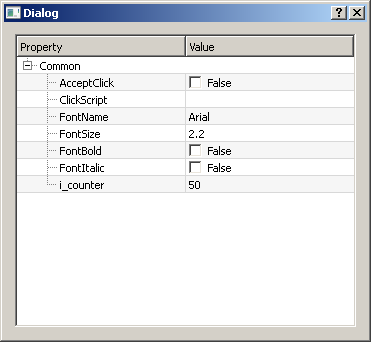 Dialog
Property Value
Common
AcceptClick False
ClickScript
FontName Arial
FontSize 2.2
FontBold False
FontItalic False
i_counter 50